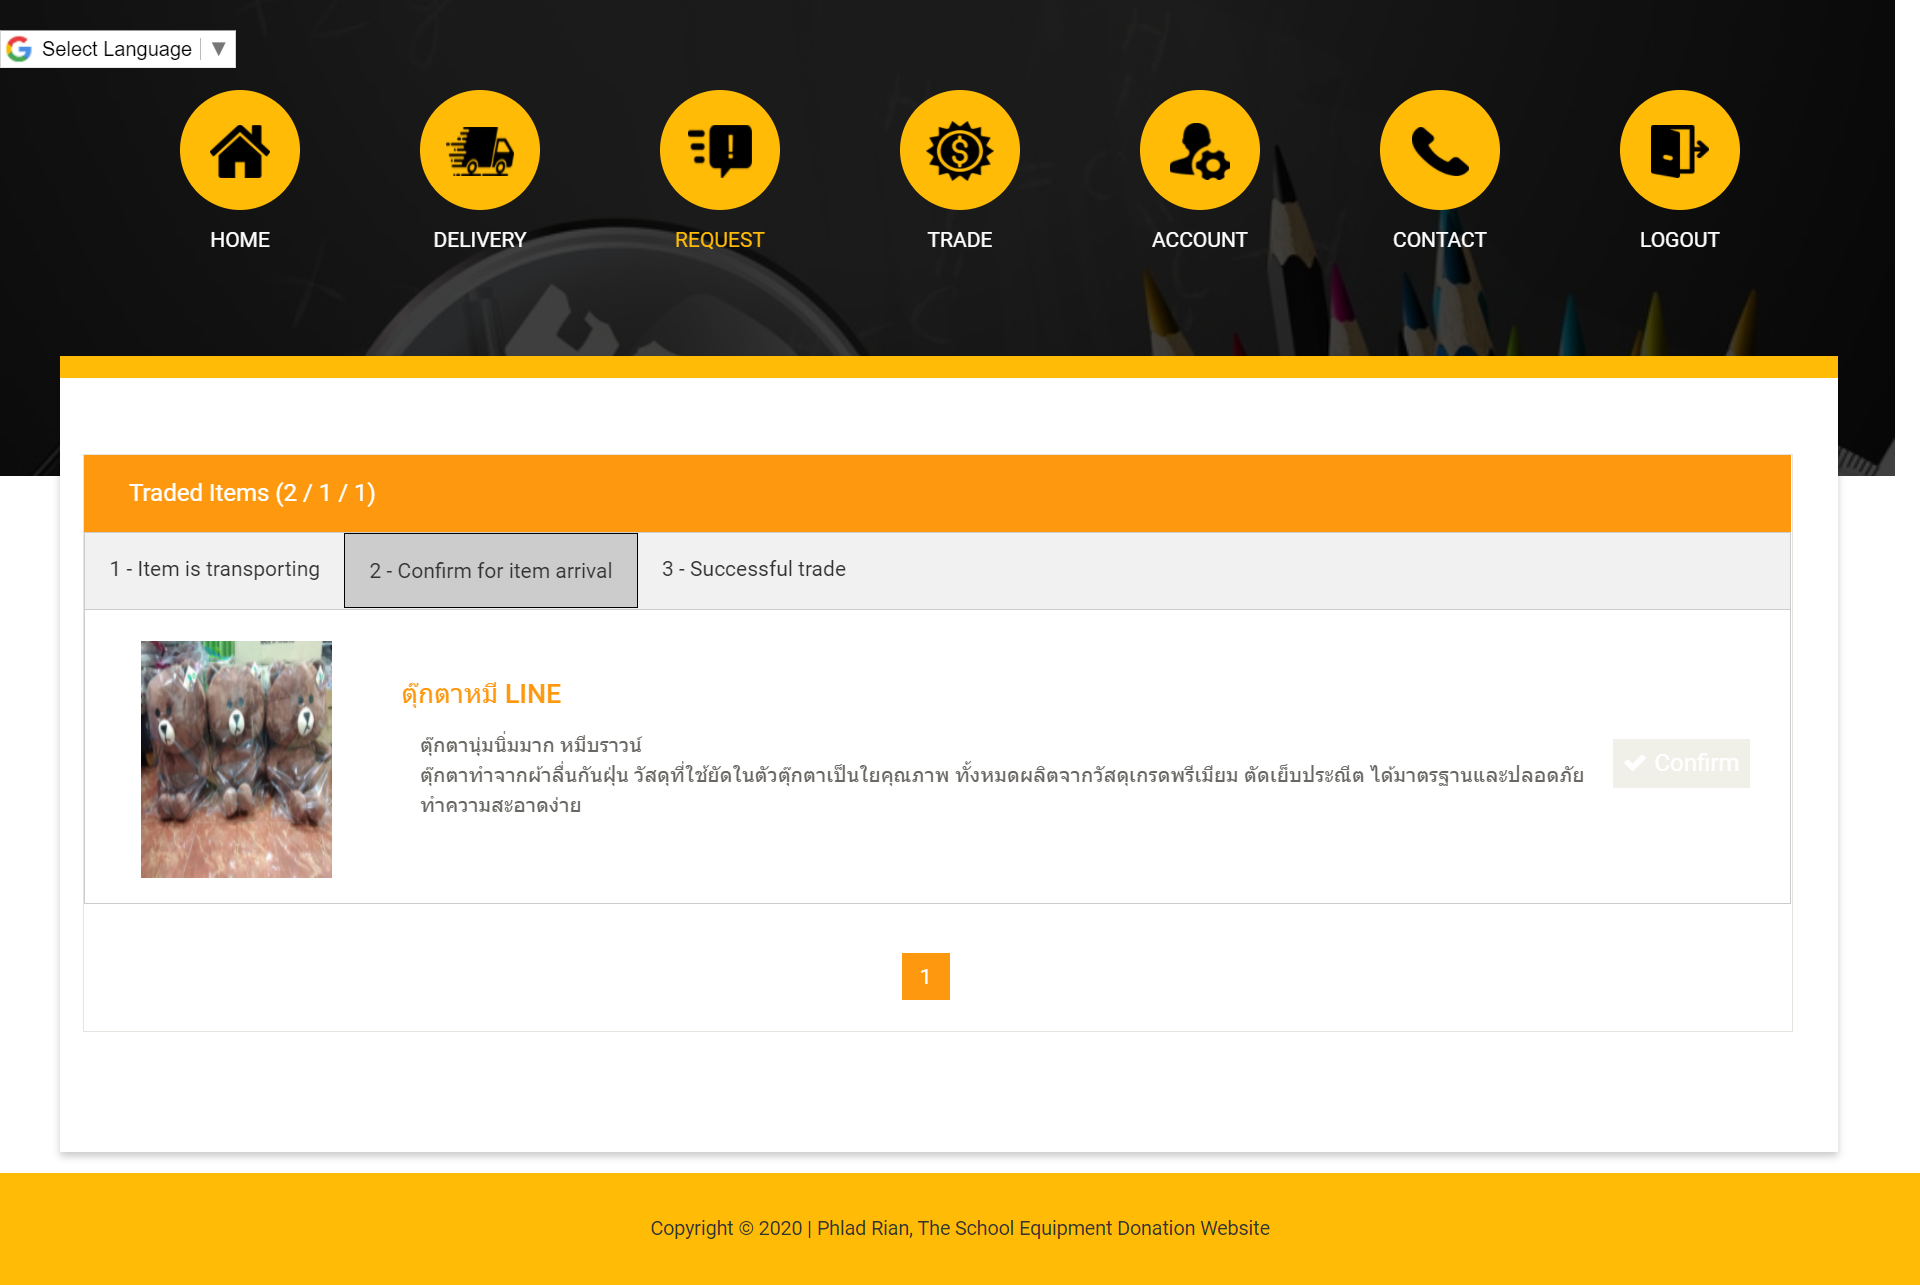 Select Language ▼
HOME
DELIVERY
REQUEST
TRADE
ACCOUNT
CONTACT
LOGOUT
Traded Items (2 / 1 / 1)
1 - Item is transporting
2 - Confirm for item arrival
3 - Successful trade
ตุ๊กตาหมี LINE
ตุ๊กตานุ่มนิ่มมาก หมีบราวน์
ตุ๊กตาทำจากผ้าลื่นกันฝุ่น วัสดุที่ใช้ยัดในตัวตุ๊กตาเป็นใยคุณภาพ ทั้งหมดผลิตจากวัสดุเกรดพรีเมียม ตัดเย็บประณีต ได้มาตรฐานและปลอดภัย
ทำความสะอาดง่าย
Confirm
1
Copyright © 2020 | Phlad Rian, The School Equipment Donation Website